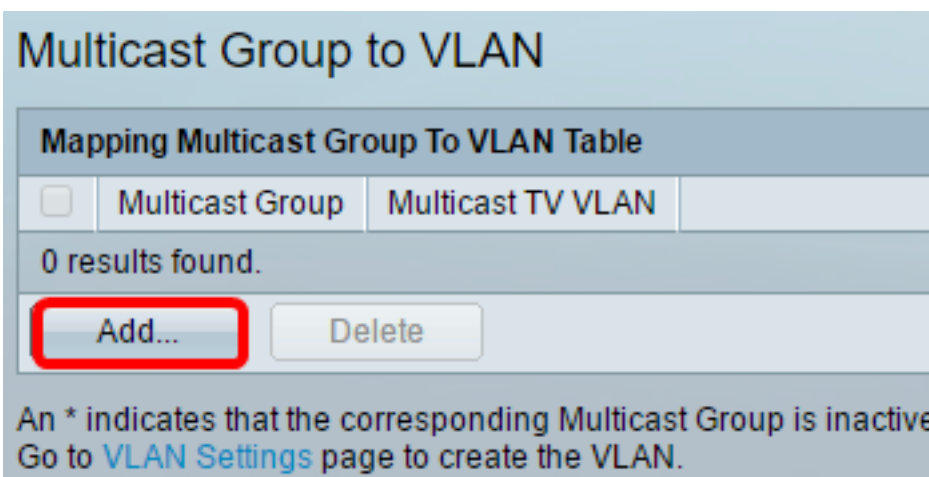 Multicast Group to VLAN
Mapping Multicast Group To VLAN Table
Multicast Group Multicast TV VLAN
0 results found.
Add... Delete
An * indicates that the corresponding Multicast Group is inactive
Go to VLAN Settings page to create the VLAN.